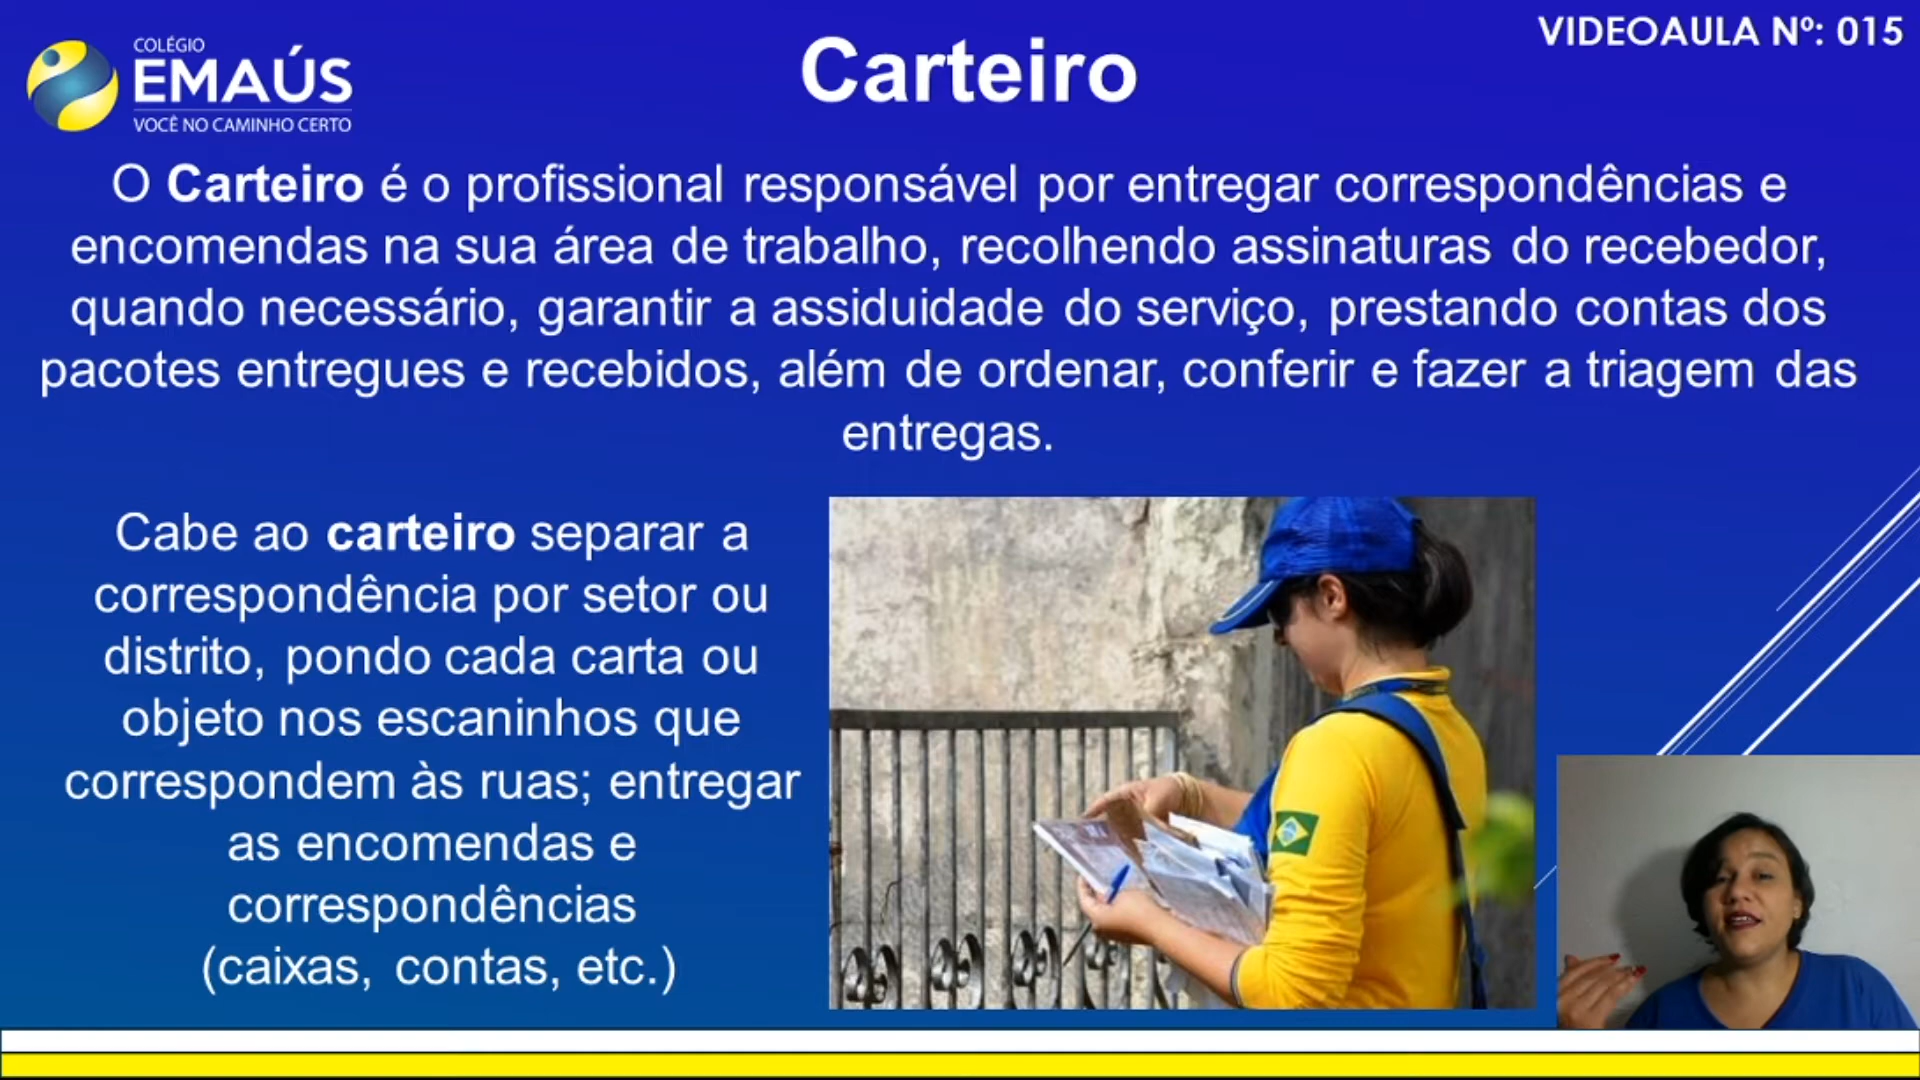 COLÉGIO
EMAÚS
VOCÊ NO CAMINHO CERTO
Carteiro
VIDEOAULA Nº: 015
O Carteiro é o profissional responsável por entregar correspondências e
encomendas na sua área de trabalho, recolhendo assinaturas do recebedor,
quando necessário, garantir a assiduidade do serviço, prestando contas dos
pacotes entregues e recebidos, além de ordenar, conferir e fazer a triagem das
entregas.
Cabe ao carteiro separar a
correspondência por setor ou
distrito, pondo cada carta ou
objeto nos escaninhos que
correspondem às ruas; entregar
as encomendas e
correspondências
(caixas, contas, etc.)